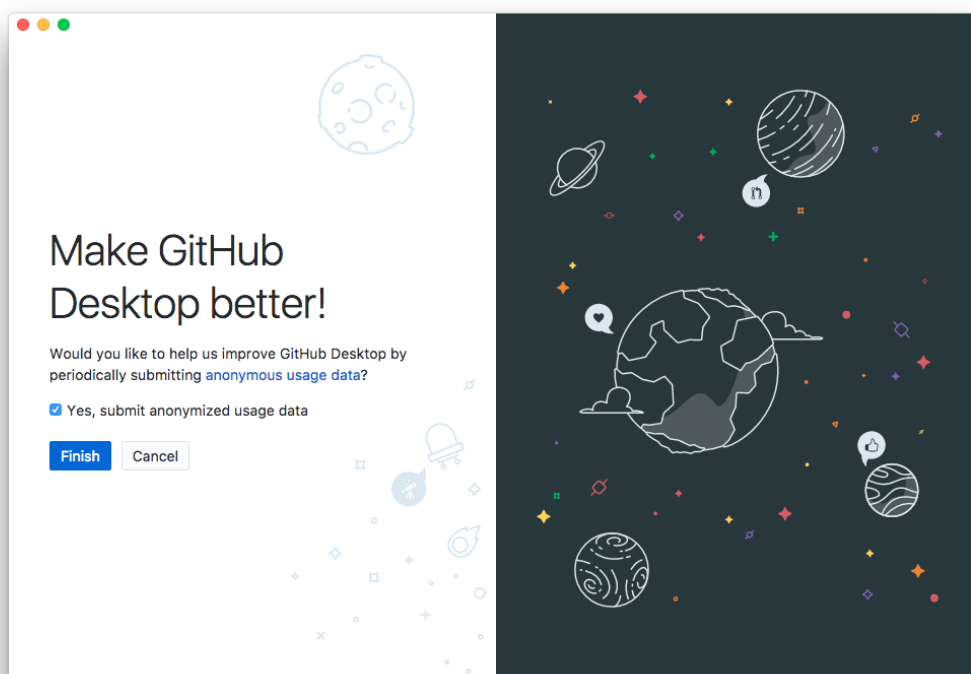 Make GitHub
Desktop better!
Would you like to help us improve GitHub Desktop by
periodically submitting anonymous usage data?
Yes, submit anonymized usage data
Finish Cancel